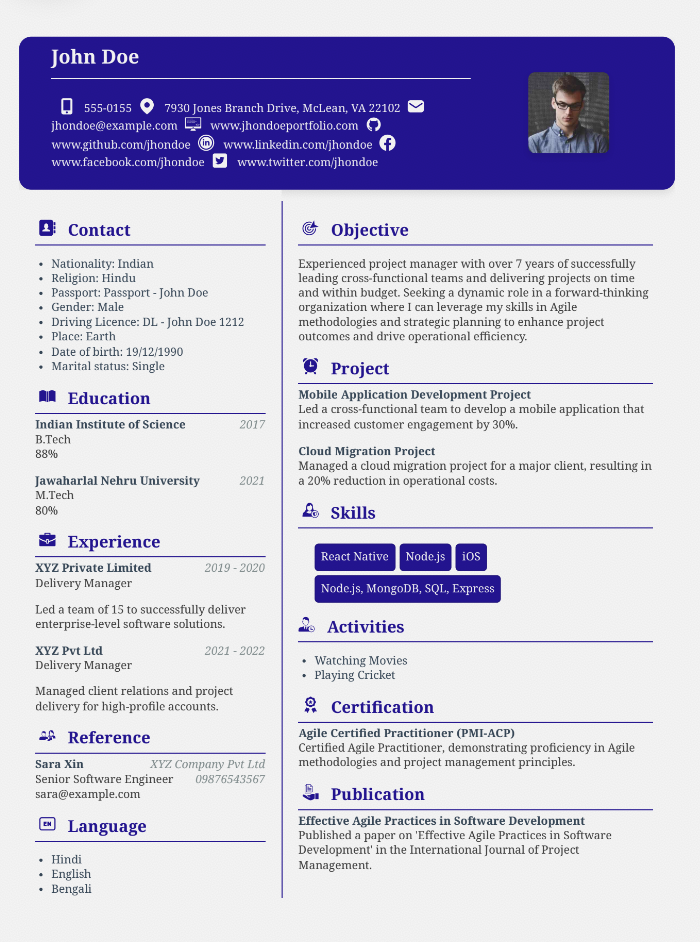 John Doe
555-0155 7930 Jones Branch Drive, McLean, VA 22102
jhondoe@example.com www.jhondoeportfolio.com
www.github.com/jhondoe www.linkedin.com/jhondoe
www.facebook.com/jhondoe www.twitter.com/jhondoe
Contact
• Nationality: Indian
• Religion: Hindu
• Passport: Passport - John Doe
• Gender: Male
• Driving Licence: DL - John Doe 1212
• Place: Earth
• Date of birth: 19/12/1990
• Marital status: Single
Education
Indian Institute of Science 2017
B.Tech
88%
Jawaharlal Nehru University 2021
M.Tech
80%
Experience
XYZ Private Limited 2019 - 2020
Delivery Manager
Led a team of 15 to successfully deliver
enterprise-level software solutions.
XYZ Pvt Ltd 2021 - 2022
Delivery Manager
Managed client relations and project
delivery for high-profile accounts.
Reference
Sara Xin XYZ Company Pvt Ltd
Senior Software Engineer 09876543567
sara@example.com
EN Language
• Hindi
• English
• Bengali
Objective
Experienced project manager with over 7 years of successfully
leading cross-functional teams and delivering projects on time
and within budget. Seeking a dynamic role in a forward-thinking
organization where I can leverage my skills in Agile
methodologies and strategic planning to enhance project
outcomes and drive operational efficiency.
Project
Mobile Application Development Project
Led a cross-functional team to develop a mobile application that
increased customer engagement by 30%.
Cloud Migration Project
Managed a cloud migration project for a major client, resulting in
a 20% reduction in operational costs.
Skills
React Native Node.js iOS
Node.js, MongoDB, SQL, Express
Activities
• Watching Movies
• Playing Cricket
Certification
Agile Certified Practitioner (PMI-ACP)
Certified Agile Practitioner, demonstrating proficiency in Agile
methodologies and project management principles.
Publication
Effective Agile Practices in Software Development
Published a paper on 'Effective Agile Practices in Software
Development' in the International Journal of Project
Management.